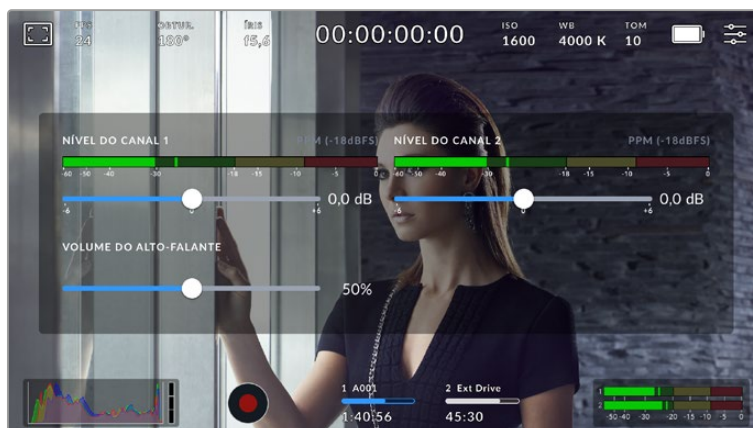 FPS OBTUR. ÍRIS ISO WB TOM
24 180° f5,6 00:00:00:00 1600 4000 K 10
NÍVEL DO CANAL 1 PPM (-18dBFS) NÍVEL DO CANAL 2 PPM (-18dBFS)
-60 -50 -40 -30 -18 -15 -10 -5 0 -60 -50 -40 -30 -18 -15 -10 -5 0
0,0 dB 0,0 dB
-6 0 +6 -6 0 +6
VOLUME DO ALTO-FALANTE
50%
1 A001 2 Ext Drive
1:40:56 45:30
1
2
-50 -40 -30 -20 -15 -10 -5 0